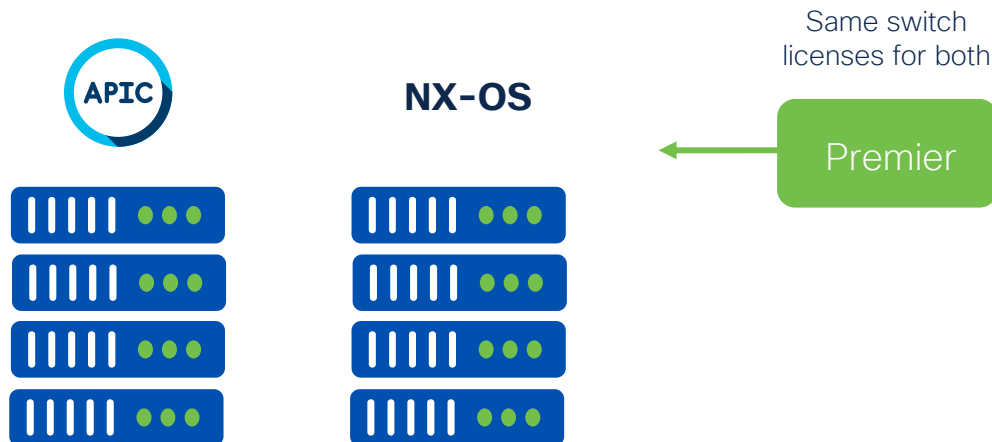 Same switch
licenses for both
APIC
NX-OS
Premier